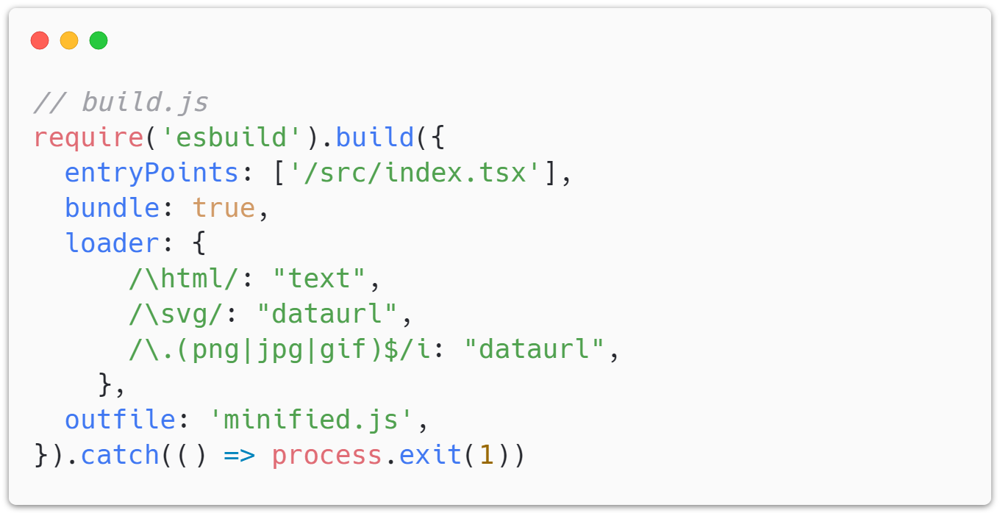 // build.js
require('esbuild').build({
  entryPoints: ['/src/index.tsx'],
  bundle: true,
  loader: {
      /\html/: "text",
      /\svg/: "dataurl",
      /\.(png|jpg|gif)$/i: "dataurl",
    },
  outfile: 'minified.js',
}).catch(() => process.exit(1))